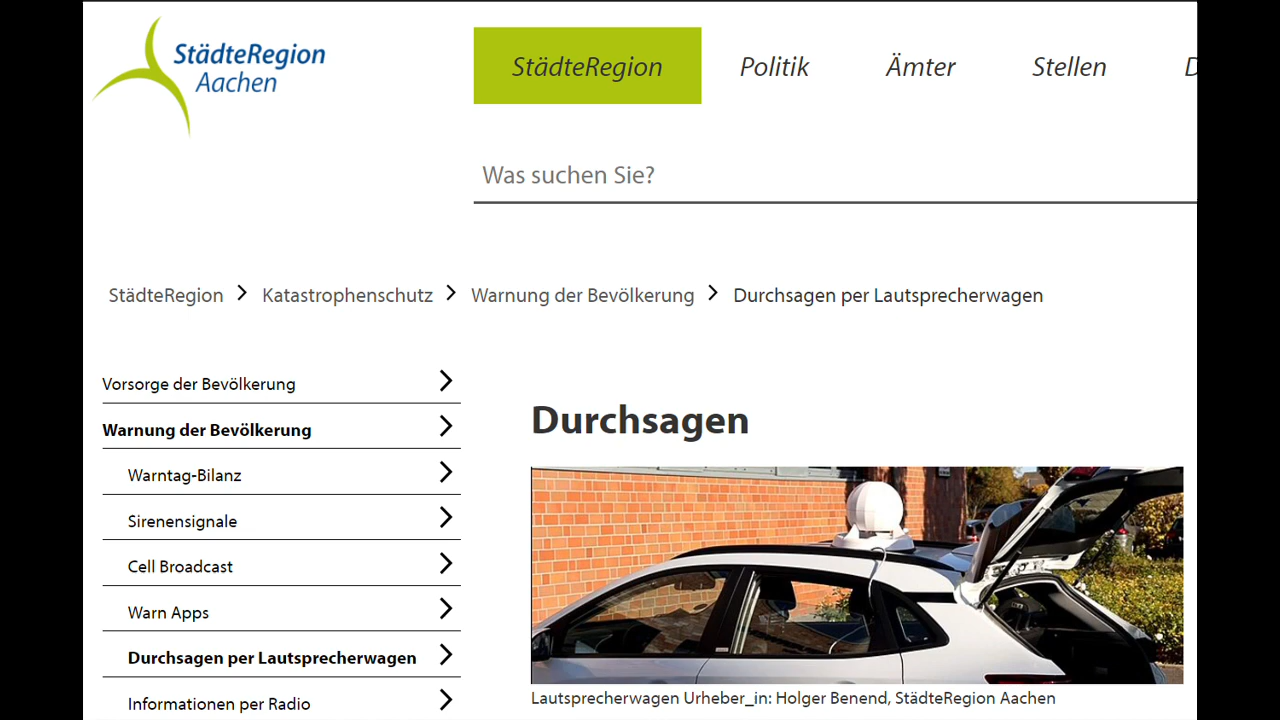 StädteRegion
Aachen
StädteRegion Politik Ämter Stellen D
Was suchen Sie?
StädteRegion Katastrophenschutz Warnung der Bevölkerung Durchsagen per Lautsprecherwagen
Vorsorge der Bevölkerung
Warnung der Bevölkerung
Warntag-Bilanz
Sirenensignale
Cell Broadcast
Warn Apps
Durchsagen per Lautsprecherwagen
Informationen per Radio
Durchsagen
Lautsprecherwagen Urheber_in: Holger Benend, StädteRegion Aachen